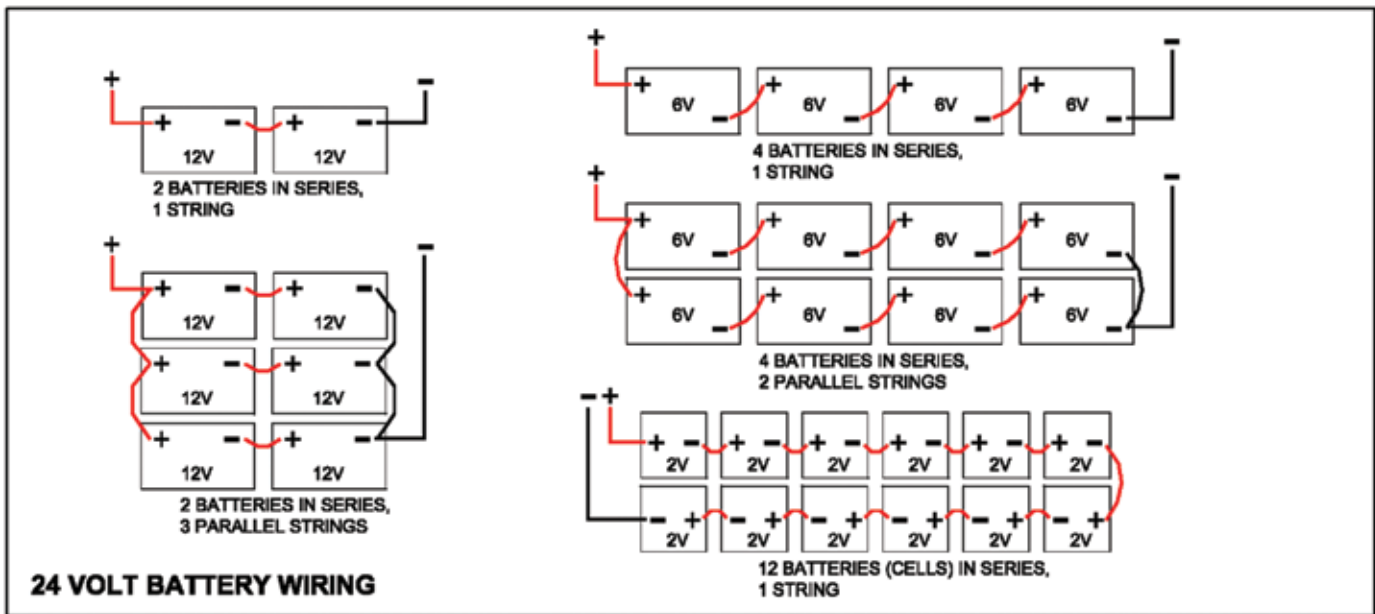 + -
+ - + -
12V 12V
2 BATTERIES IN SERIES,
1 STRING
+ -
+ - + -
12V 12V
+ - + -
12V 12V
+ - + -
12V 12V
2 BATTERIES IN SERIES,
3 PARALLEL STRINGS
+ -
+ 6V - + 6V - + 6V - + 6V -
4 BATTERIES IN SERIES,
1 STRING
+ -
+ 6V - + 6V - + 6V - + 6V -
+ 6V - + 6V - + 6V - + 6V -
4 BATTERIES IN SERIES,
2 PARALLEL STRINGS
- +
+ - + - + - + - + - + -
2V 2V 2V 2V 2V 2V
- + - + - + - + - + - +
2V 2V 2V 2V 2V 2V
12 BATTERIES (CELLS) IN SERIES,
1 STRING
24 VOLT BATTERY WIRING